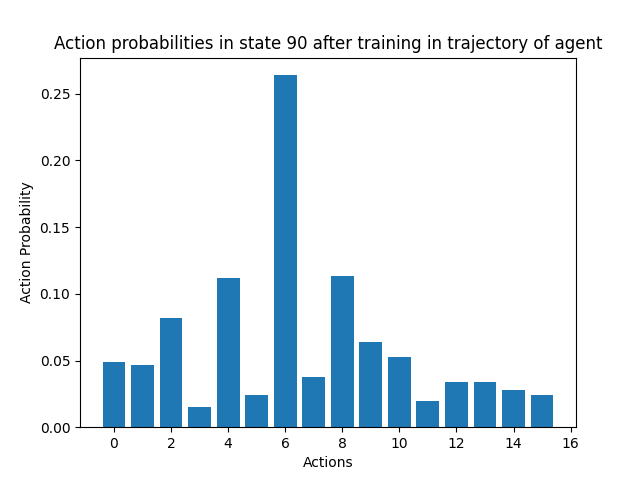 Action probabilities in state 90 after training in trajectory of agent
0.25
0.20
0.15
0.10
0.05
0.00
Action Probability
0 2 4 6 8 10 12 14 16
Actions